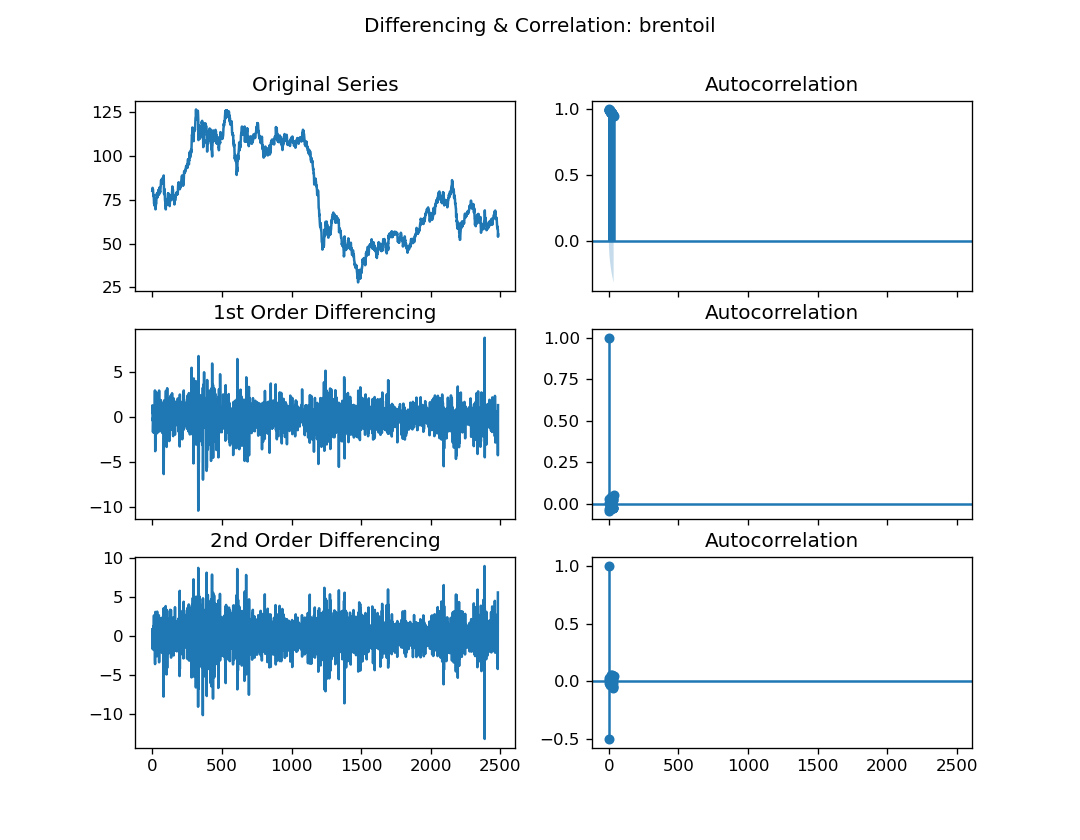 Differencing & Correlation: brentoil
Original Series
Autocorrelation
125
100
75
50
25
1.0
0.5
0.0
1st Order Differencing
Autocorrelation
5
0
−5
−10
1.00
0.75
0.50
0.25
0.00
2nd Order Differencing
Autocorrelation
10
5
0
−5
−10
0 500 1000 1500 2000 2500
1.0
0.5
0.0
−0.5
0 500 1000 1500 2000 2500